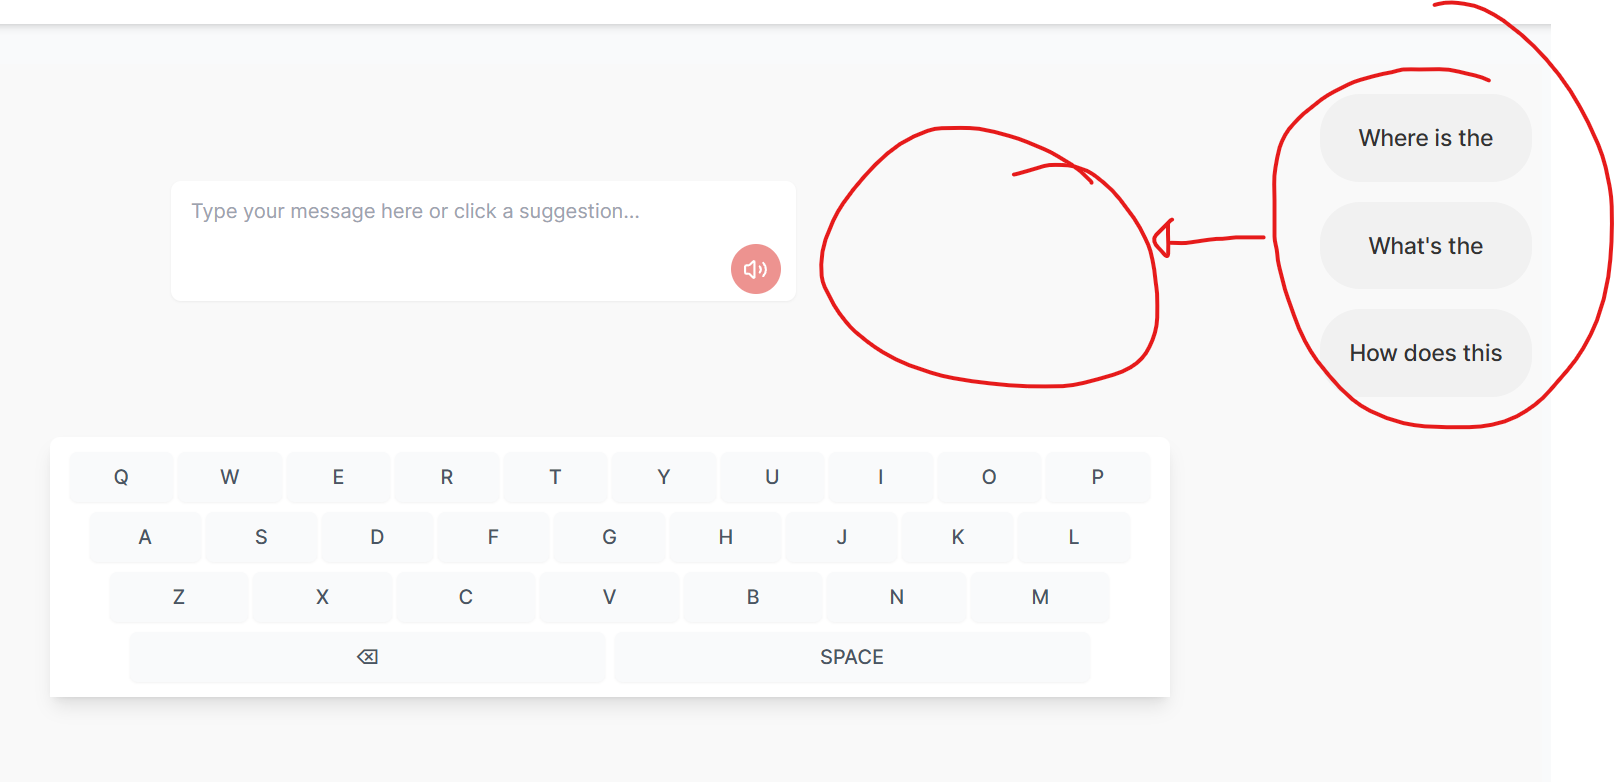 Where is the
Type your message here or click a suggestion...
What's the
How does this
Q W E R T Y U I O P
A S D F G H J K L
Z X C V B N M
SPACE